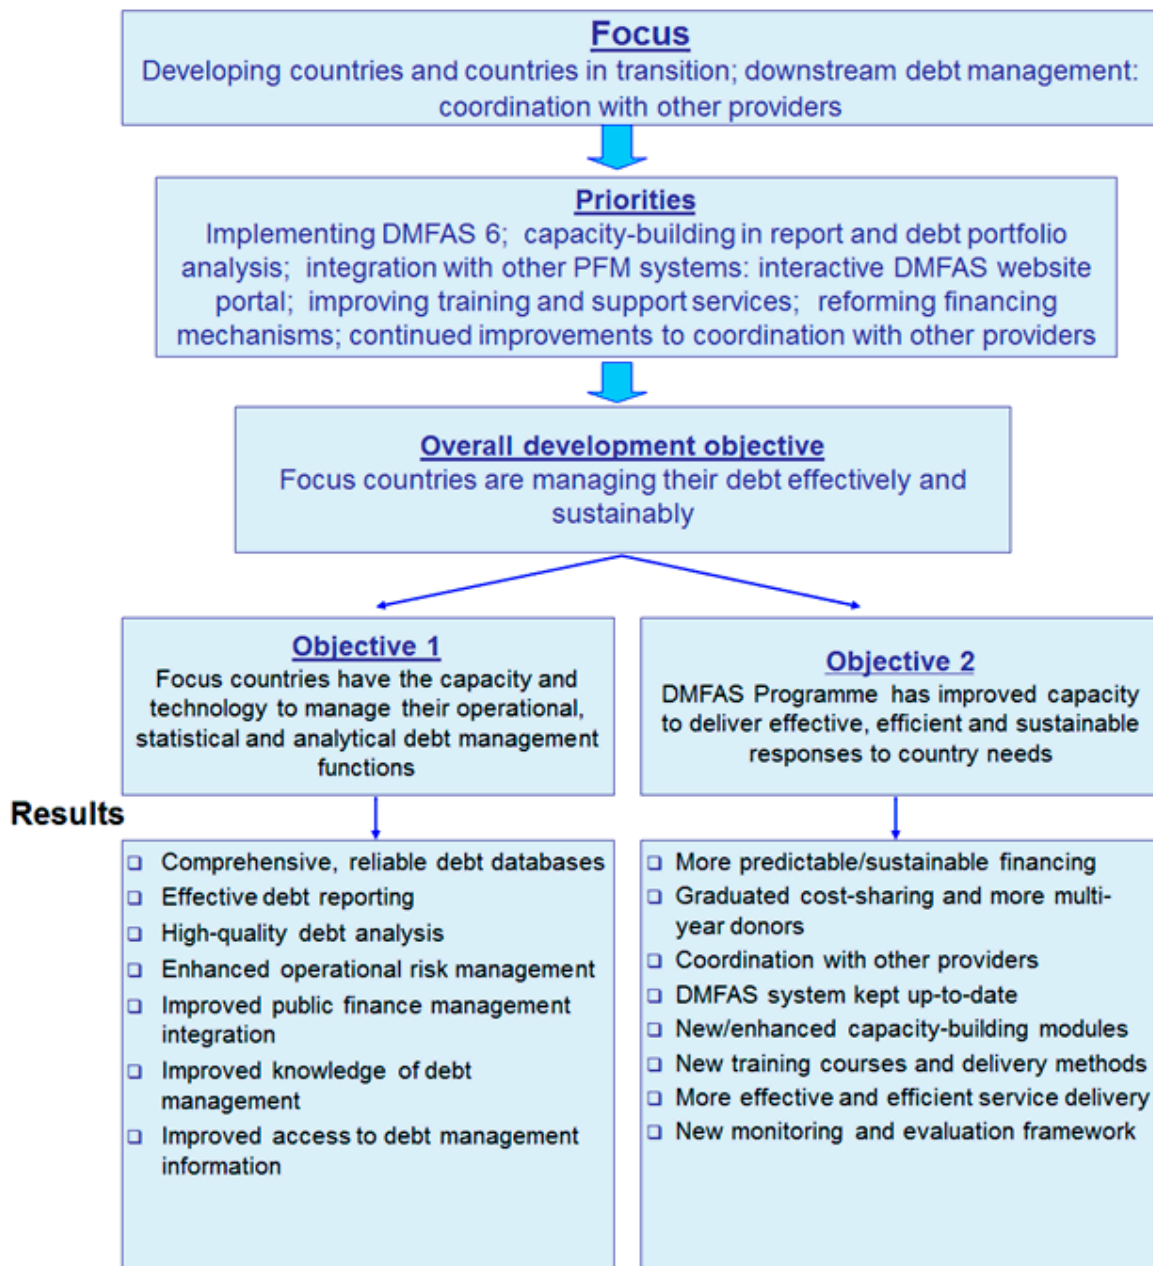 Focus
Developing countries and countries in transition; downstream debt management:
coordination with other providers
Priorities
Implementing DMFAS 6; capacity-building in report and debt portfolio
analysis; integration with other PFM systems: interactive DMFAS website
portal; improving training and support services; reforming financing
mechanisms; continued improvements to coordination with other providers
Overall development objective
Focus countries are managing their debt effectively and
sustainably
Objective 1
Focus countries have the capacity and
technology to manage their operational,
statistical and analytical debt management
functions
Objective 2
DMFAS Programme has improved capacity
to deliver effective, efficient and sustainable
responses to country needs
Results
Comprehensive, reliable debt databases
Effective debt reporting
High-quality debt analysis
Enhanced operational risk management
Improved public finance management
integration
Improved knowledge of debt
management
Improved access to debt management
information
More predictable/sustainable financing
Graduated cost-sharing and more multi-
year donors
Coordination with other providers
DMFAS system kept up-to-date
New/enhanced capacity-building modules
New training courses and delivery methods
More effective and efficient service delivery
New monitoring and evaluation framework